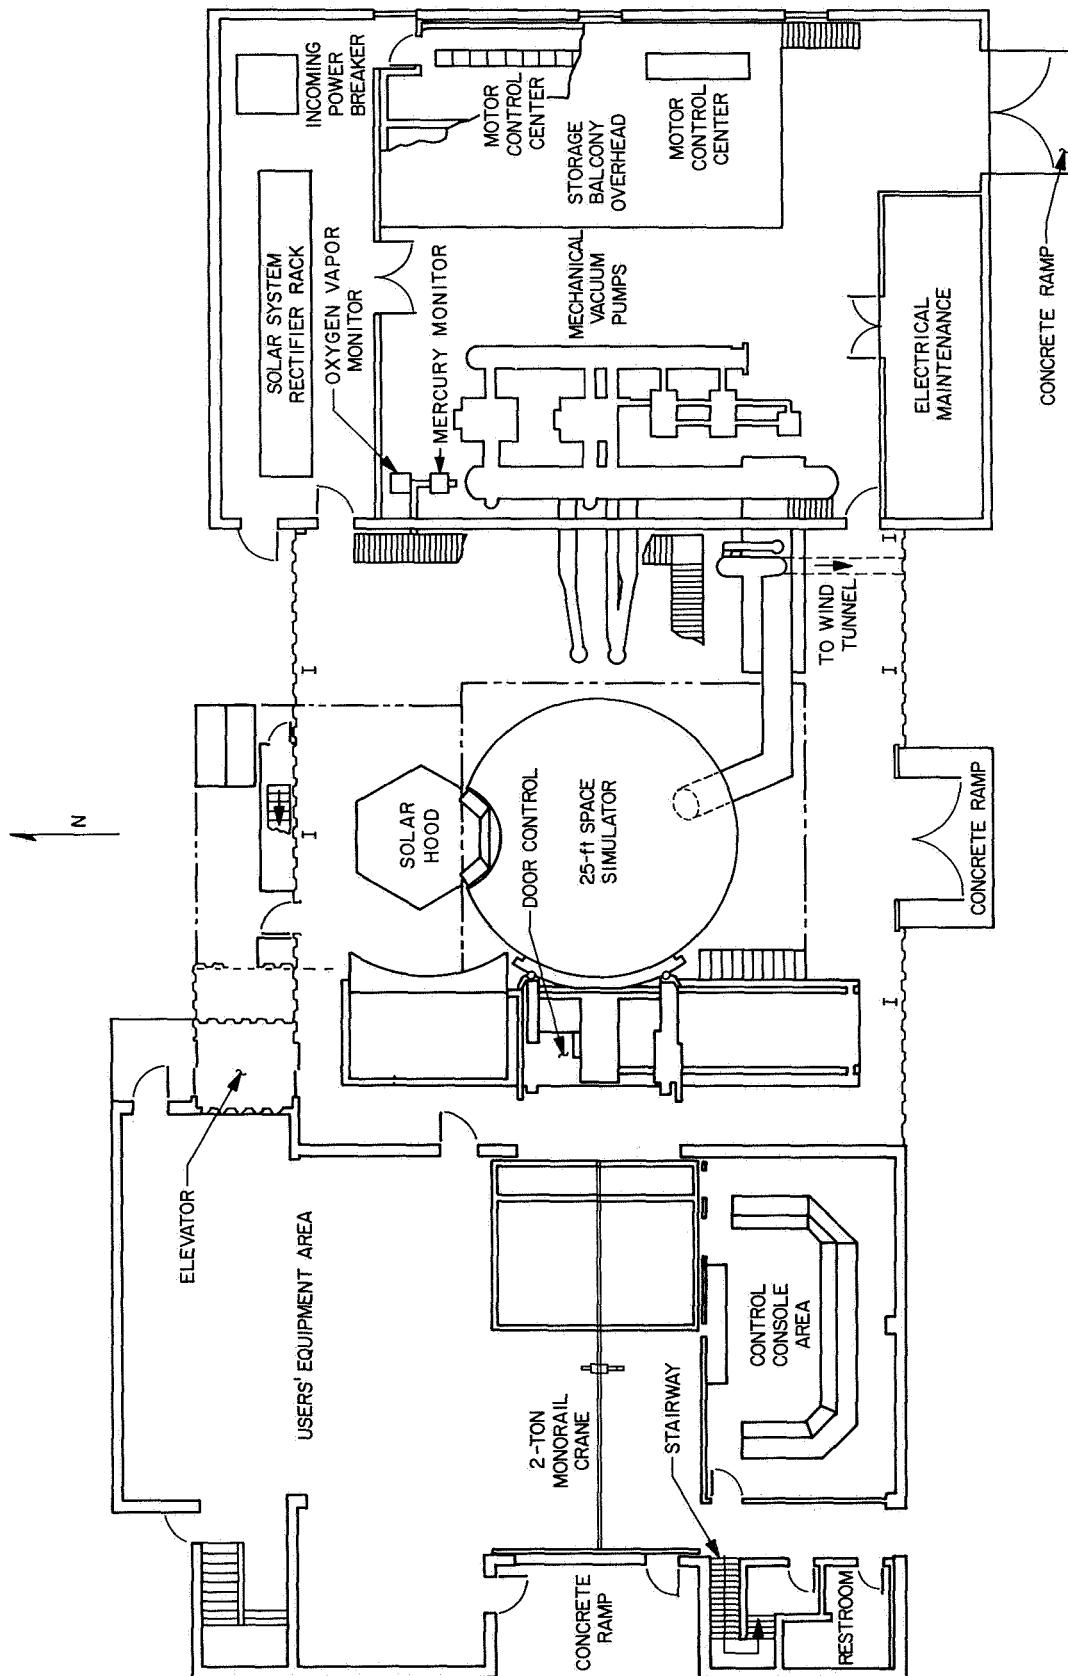 N
ELEVATOR
USERS' EQUIPMENT AREA
2-TON
MONORAIL
CRANE
CONCRETE
RAMP
STAIRWAY
RESTROOM
CONTROL
CONSOLE
AREA
SOLAR
HOOD
DOOR CONTROL
25-ft SPACE
SIMULATOR
CONCRETE RAMP
TO WIND
TUNNEL
INCOMING
POWER
BREAKER
SOLAR SYSTEM
RECTIFIER RACK
OXYGEN VAPOR
MONITOR
MERCURY MONITOR
MOTOR
CONTROL
CENTER
STORAGE
BALCONY
OVERHEAD
MOTOR
CONTROL
CENTER
MECHANICAL
VACUUM
PUMPS
ELECTRICAL
MAINTENANCE
CONCRETE RAMP